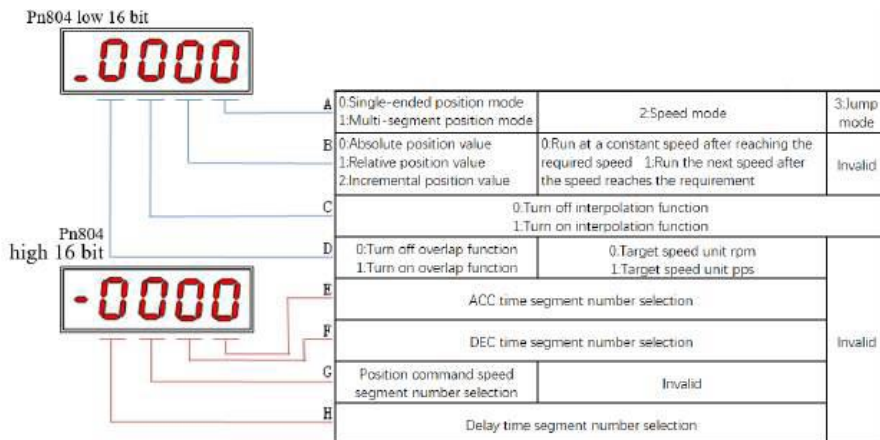 Pn804 low 16 bit
.0000
A
0:Single-ended position mode
1:Multi-segment position mode
2:Speed mode
3:Jump
mode
B
0:Absolute position value
1:Relative position value
2:Incremental position value
0:Run at a constant speed after reaching the
required speed 1:Run the next speed after
the speed reaches the requirement
Invalid
C
0:Turn off interpolation function
1:Turn on interpolation function
Pn804
high 16 bit
-0000
D
0:Turn off overlap function
1:Turn on overlap function
0:Target speed unit rpm
1:Target speed unit pps
E
ACC time segment number selection
F
DEC time segment number selection
Invalid
G
Position command speed
segment number selection
Invalid
H
Delay time segment number selection